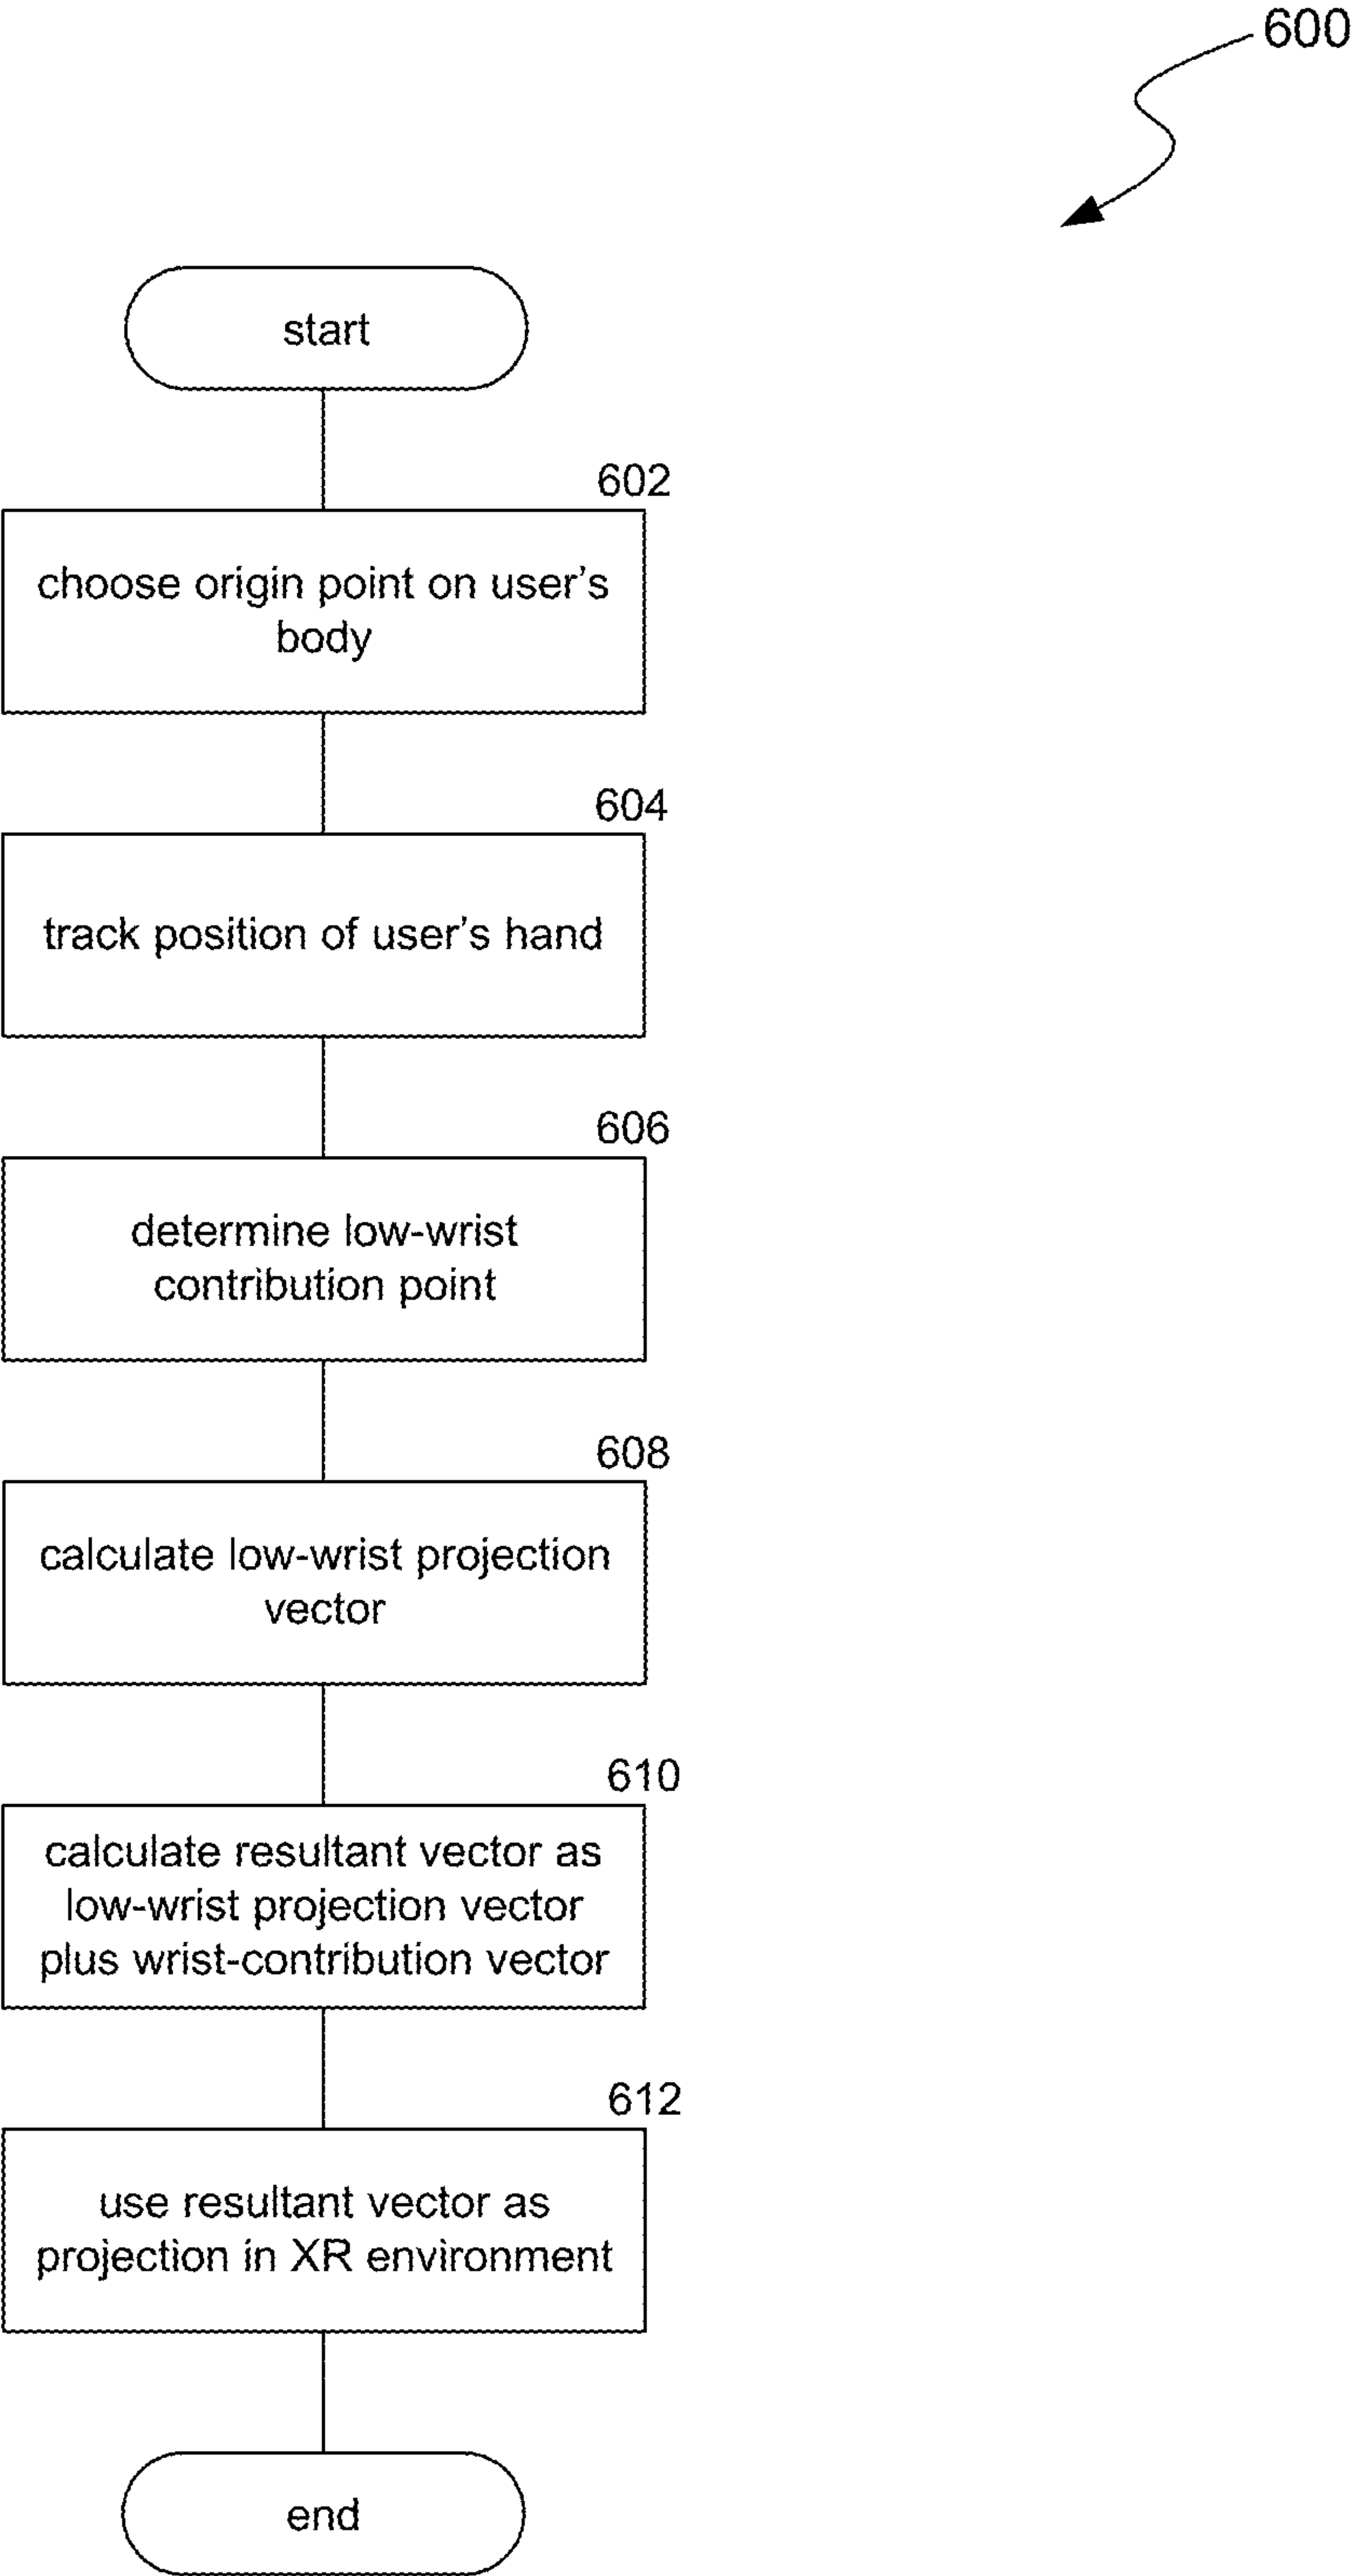 600
start
602
choose origin point on user’s
body
604
track position of user’s hand
606
determine low-wrist
contribution point
608
calculate low-wrist projection
vector
610
calculate resultant vector as
low-wrist projection vector
plus wrist-contribution vector
612
use resultant vector as
projection in XR environment
end